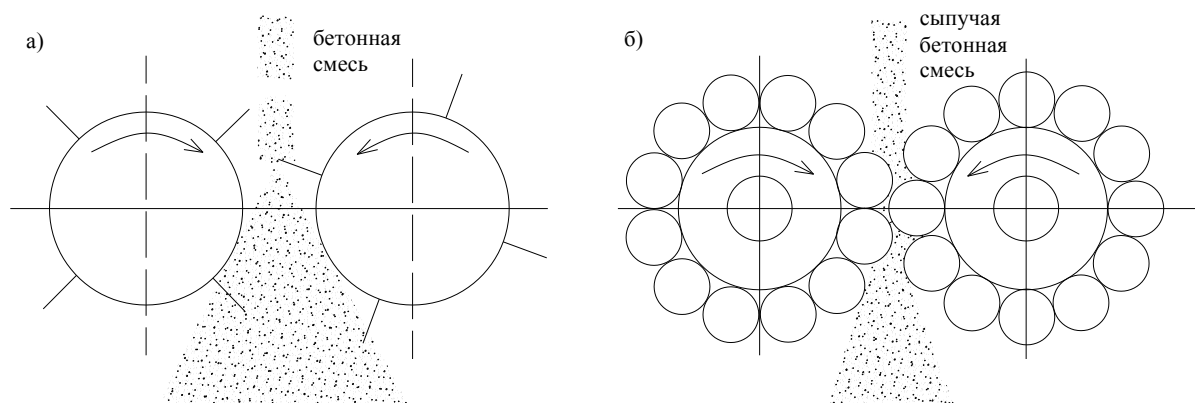 а)
бетонная
смесь
б)
сыпучая
бетонная
смесь